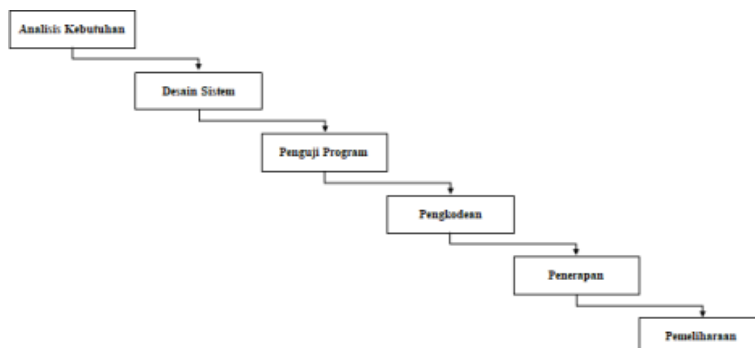 Analisis Kebutuhan
Desain Sistem
Penguji Program
Pengkodean
Penerapan
Pemeliharaan